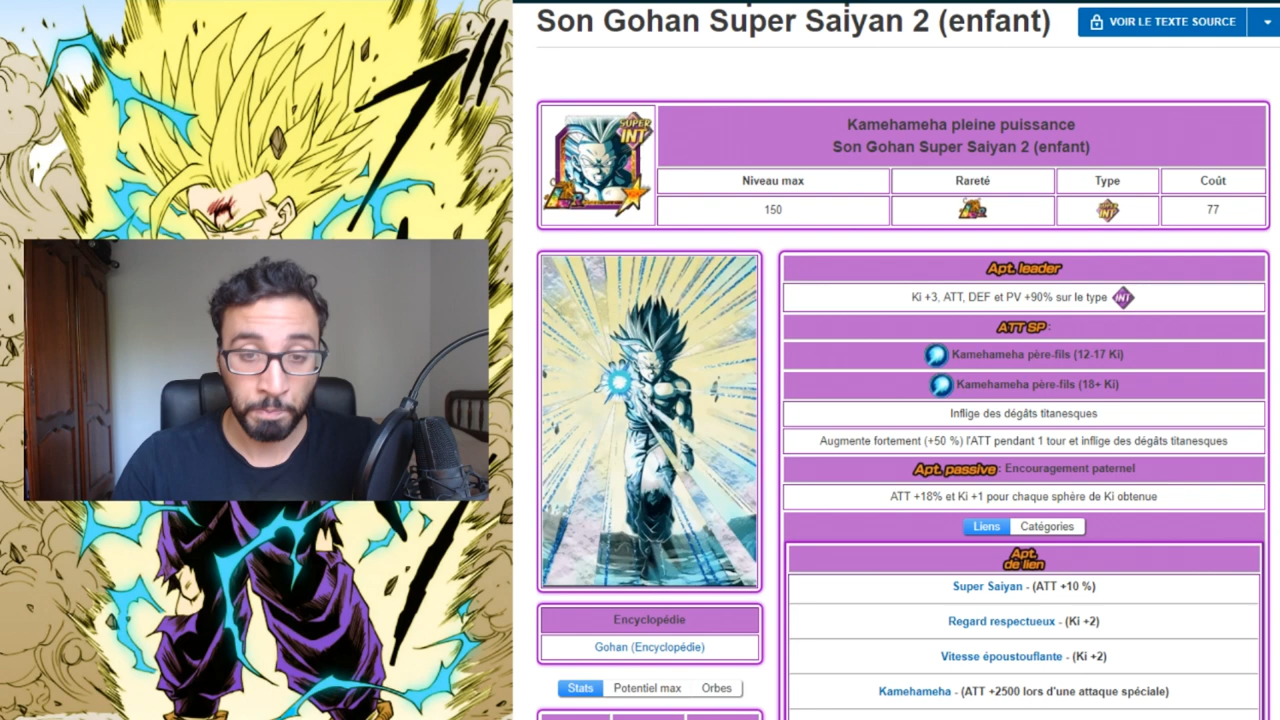 Son Gohan Super Saiyan 2 (enfant)
VOIR LE TEXTE SOURCE
SUPER
INT
Kamehameha pleine puissance
Son Gohan Super Saiyan 2 (enfant)
Niveau max
Rareté
Type
Coût
150
SUPER
INT
77
Apt. leader
Ki +3, ATT, DEF et PV +90% sur le type INT
ATT SP:
Kamehameha père-fils (12-17 Ki)
Kamehameha père-fils (18+ Ki)
Inflige des dégâts titanesques
Augmente fortement (+50 %) l'ATT pendant 1 tour et inflige des dégâts titanesques
Apt. passive: Encouragement paternel
ATT +18% et Ki +1 pour chaque sphère de Ki obtenue
Liens
Catégories
Apt.
de lien
Super Saiyan - (ATT +10 %)
Regard respectueux - (Ki +2)
Vitesse époustouflante - (Ki +2)
Kamehameha - (ATT +2500 lors d'une attaque spéciale)
Encyclopédie
Gohan (Encyclopédie)
Stats
Potentiel max
Orbes